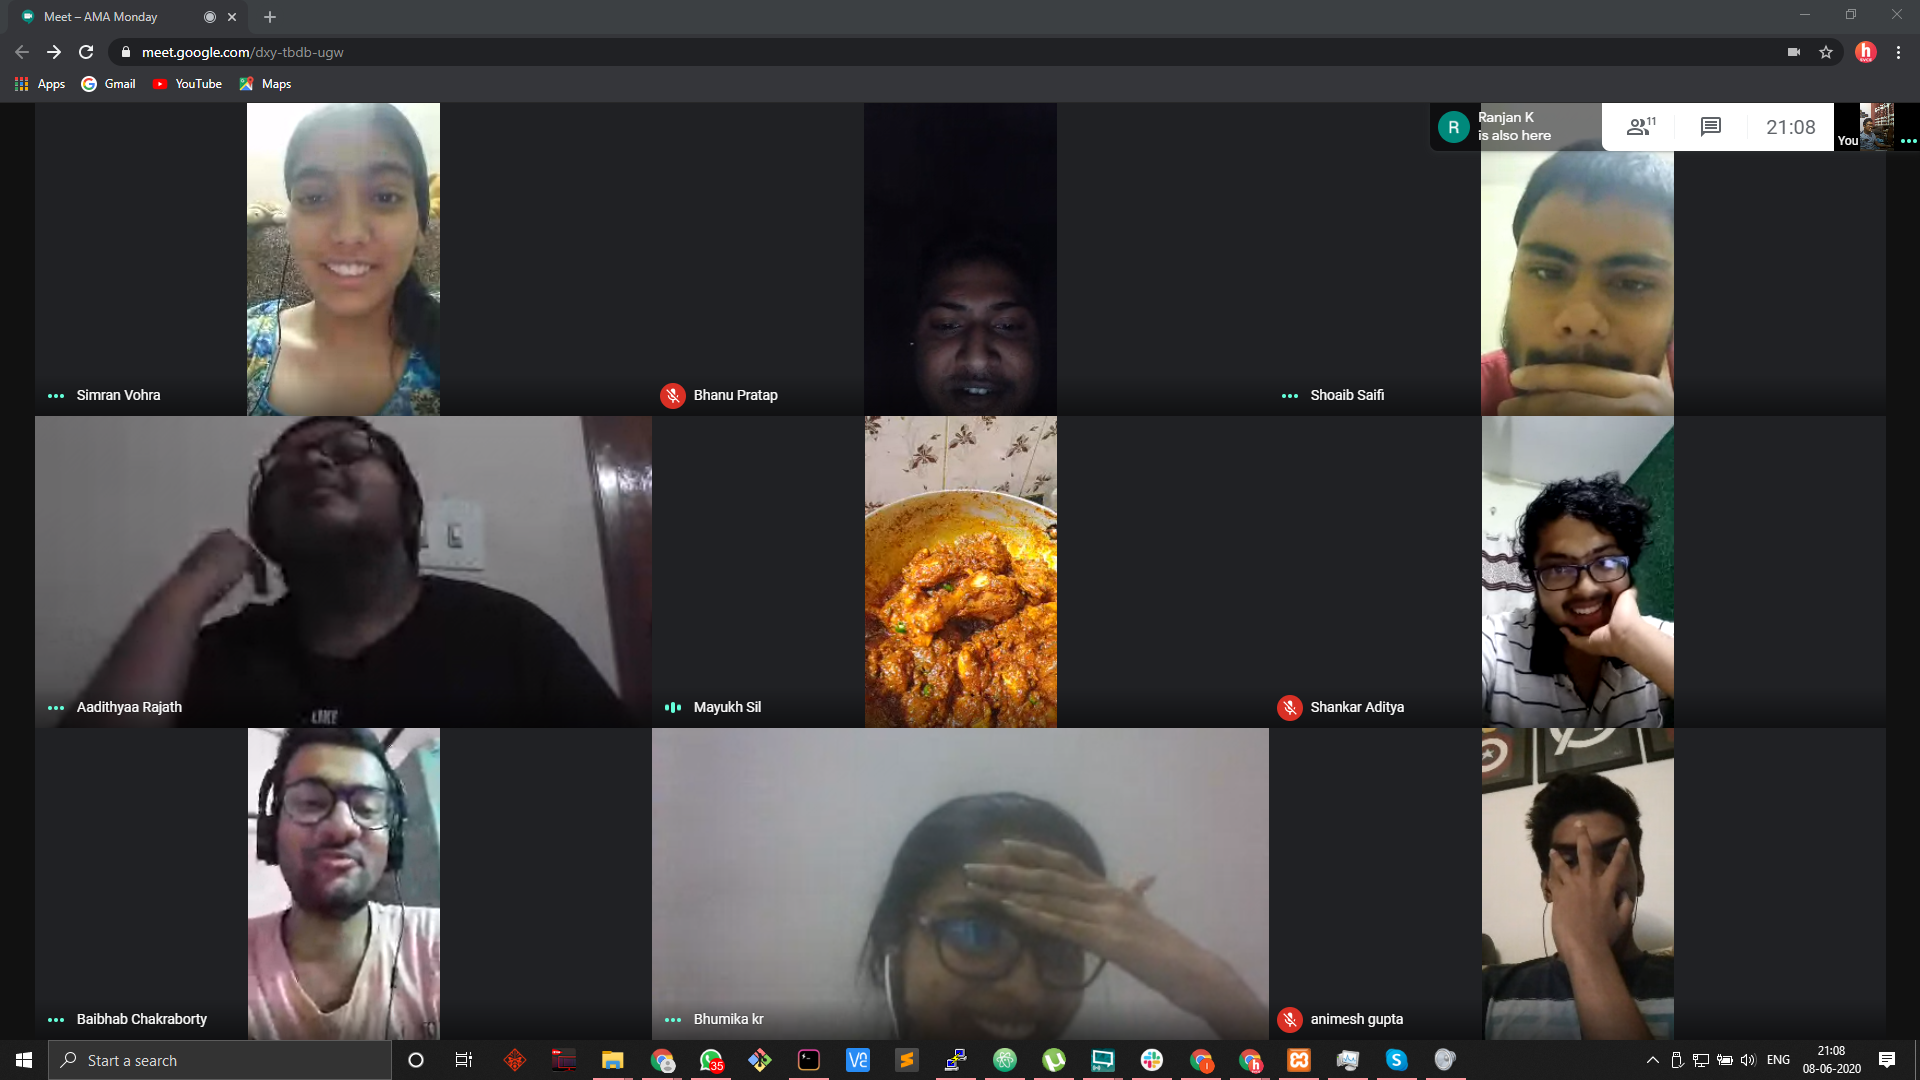 Meet – AMA Monday
meet.google.com/dxy-tbdb-ugw
Apps
Gmail
YouTube
Maps
R
Ranjan K
is also here
11
21:08
You
Simran Vohra
Bhanu Pratap
Shoaib Saifi
Aadithyaa Rajath
LIKE
Mayukh Sil
Shankar Aditya
Baibhab Chakraborty
Bhumika kr
animesh gupta
Start a search
35
ENG
21:08
08-06-2020